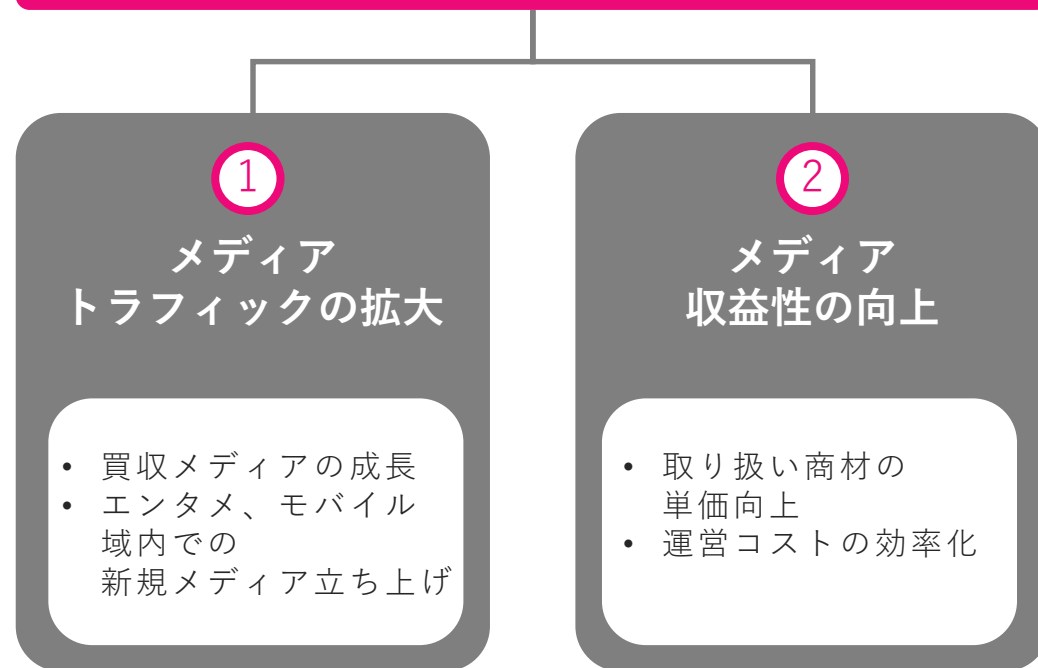 1
メディア
トラフィックの拡大
• 買収メディアの成長
• エンタメ、モバイル
域内での
新規メディア立ち上げ
2
メディア
収益性の向上
• 取り扱い商材の
単価向上
• 運営コストの効率化